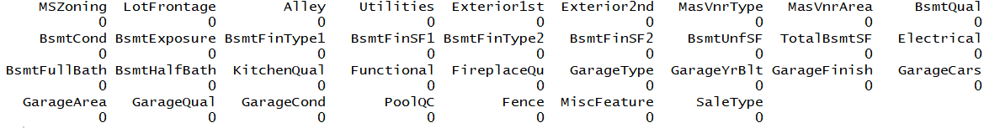 MSZoning LotFrontage Alley Utilities Exterior1st Exterior2nd MasVnrType MasVnrArea BsmtQual
0 0 0 0 0 0 0 0 0
BsmtCond BsmtExposure BsmtFinType1 BsmtFinSF1 BsmtFinType2 BsmtFinSF2 BsmtUnfSF TotalBsmtSF Electrical
0 0 0 0 0 0 0 0 0
BsmtFullBath BsmtHalfBath KitchenQual Functional FireplaceQu GarageType GarageYrBlt GarageFinish GarageCars
0 0 0 0 0 0 0 0 0
GarageArea GarageQual GarageCond PoolQC Fence MiscFeature SaleType
0 0 0 0 0 0 0